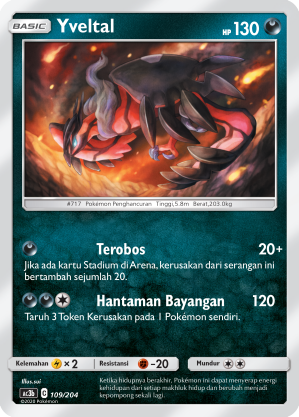 BASIC Yveltal HP 130
#717 Pokémon Penghancuran Tinggi,5.8m Berat,203.0kg
Terobos 20+
Jika ada kartu Stadium di Arena, kerusakan dari serangan ini
bertambah sejumlah 20.
Hantaman Bayangan 120
Taruh 3 Token Kerusakan pada 1 Pokémon sendiri.
Kelemahan ×2 Resistansi -20 Mundur
Illus.sui
AC3b C 109/204
©2020 Pokémon
Ketika hidupnya berakhir, Pokémon ini dapat menyerap energi
kehidupan dari setiap makhluk hidup dan berubah menjadi
kepompong sekali lagi.